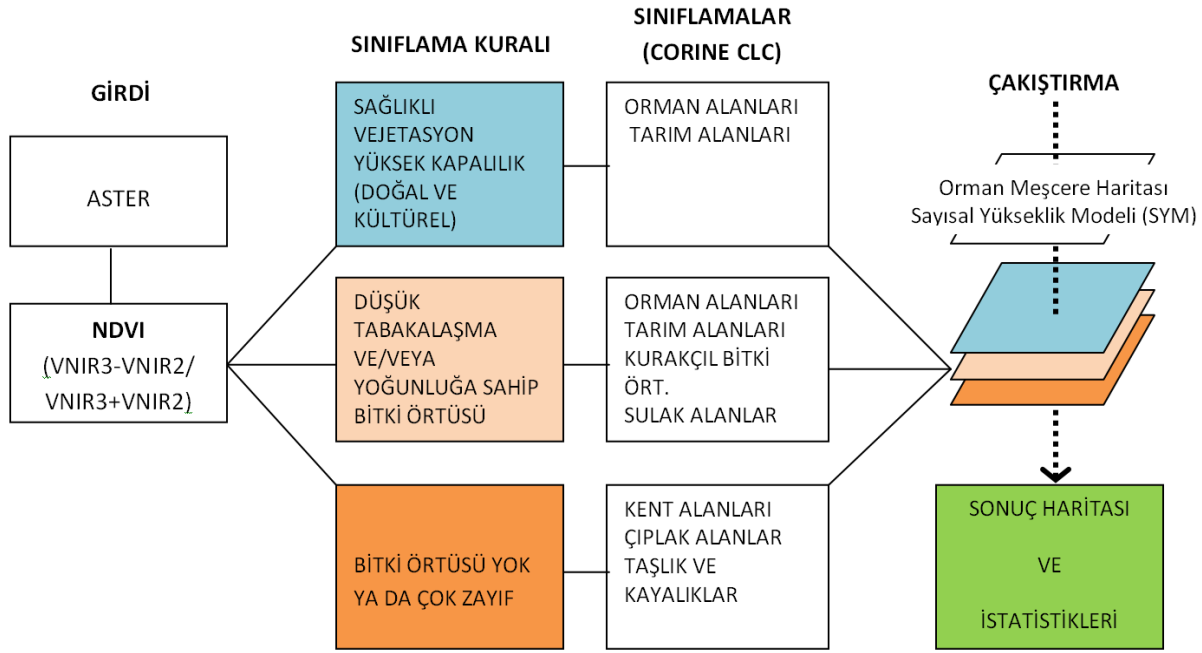 GİRDİ
ASTER
NDVI
(VNIR3-VNIR2/
VNIR3+VNIR2)
SINIFLAMA KURALI
SAĞLIKLI
VEJETASYON
YÜKSEK KAPALILIK
(DOĞAL VE
KÜLTÜREL)
DÜŞÜK
TABAKALAŞMA
VE/VEYA
YOĞUNLUĞA SAHİP
BİTKİ ÖRTÜSÜ
BİTKİ ÖRTÜSÜ YOK
YA DA ÇOK ZAYIF
SINIFLAMALAR
(CORINE CLC)
ORMAN ALANLARI
TARIM ALANLARI
ORMAN ALANLARI
TARIM ALANLARI
KURAKÇIL BİTKİ
ÖRT.
SULAK ALANLAR
KENT ALANLARI
ÇIPLAK ALANLAR
TAŞLIK VE
KAYALIKLAR
ÇAKIŞTIRMA
Orman Meşcere Haritası
Sayısal Yükseklik Modeli (SYM)
SONUÇ HARİTASI
VE
İSTATİSTİKLERİ